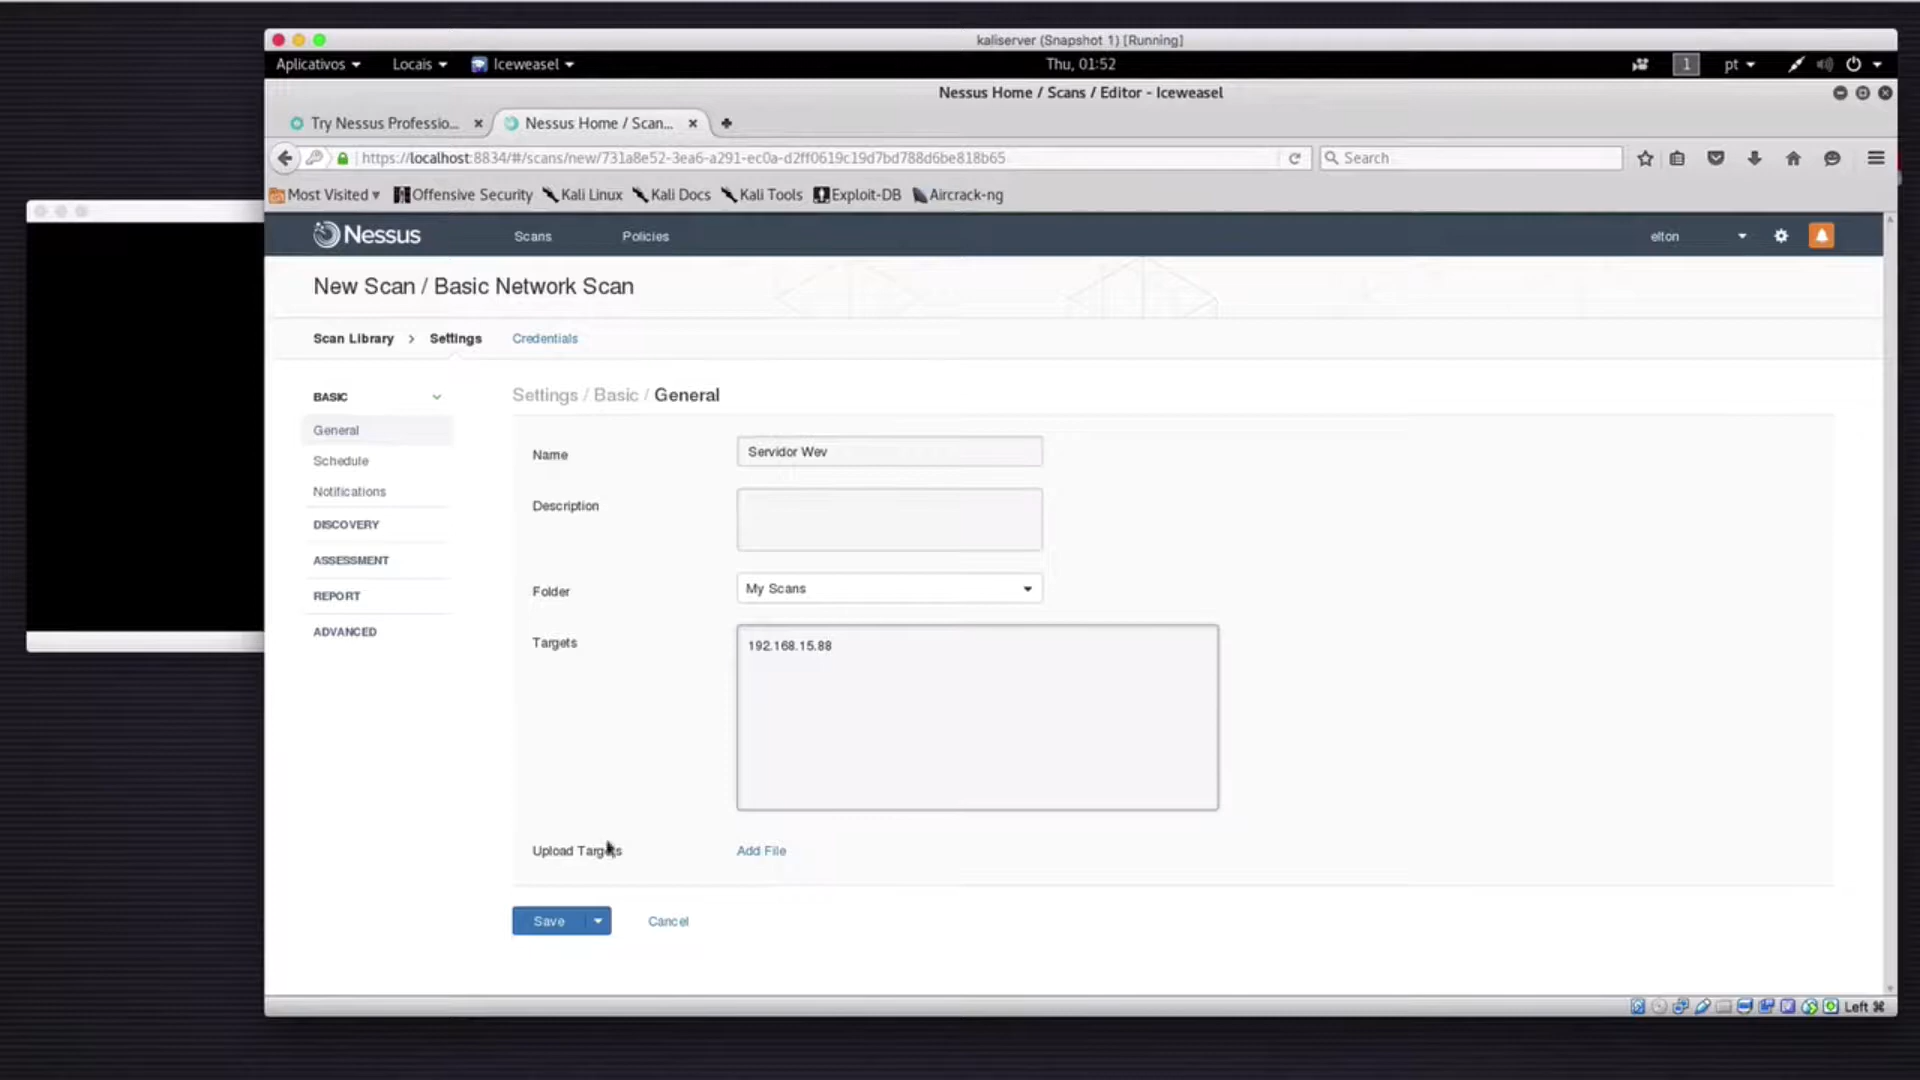 kaliserver (Snapshot 1) [Running]
Aplicativos Locais Iceweasel Thu, 01:52 1 pt
Nessus Home / Scans / Editor - Iceweasel
Try Nessus Professio... Nessus Home / Scan...
https://localhost:8834/#/scans/new/731a8e52-3ea6-a291-ec0a-d2ff0619c19d7bd788d6be818b65 Search
Most Visited Offensive Security Kali Linux Kali Docs Kali Tools Exploit-DB Aircrack-ng
Nessus Scans Policies elton
New Scan / Basic Network Scan
Scan Library > Settings Credentials
BASIC
General
Schedule
Notifications
DISCOVERY
ASSESSMENT
REPORT
ADVANCED
Settings / Basic / General
Name Servidor Wev
Description
Folder My Scans
Targets 192.168.15.88
Upload Targets Add File
Save Cancel
Left ⌘